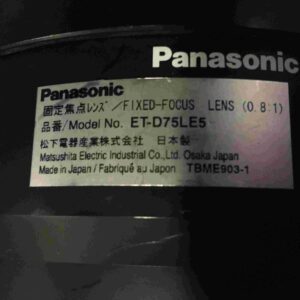 Panasonic
Panasonic
固定焦点レンズ/FIXED-FOCUS LENS (0.8:1)
品番/Model No. ET-D75LE5
松下電器産業株式会社 日本製
Matsushita Electric Industrial Co., Ltd. Osaka Japan
Made in Japan / Fabriqué au Japon TBME903-1